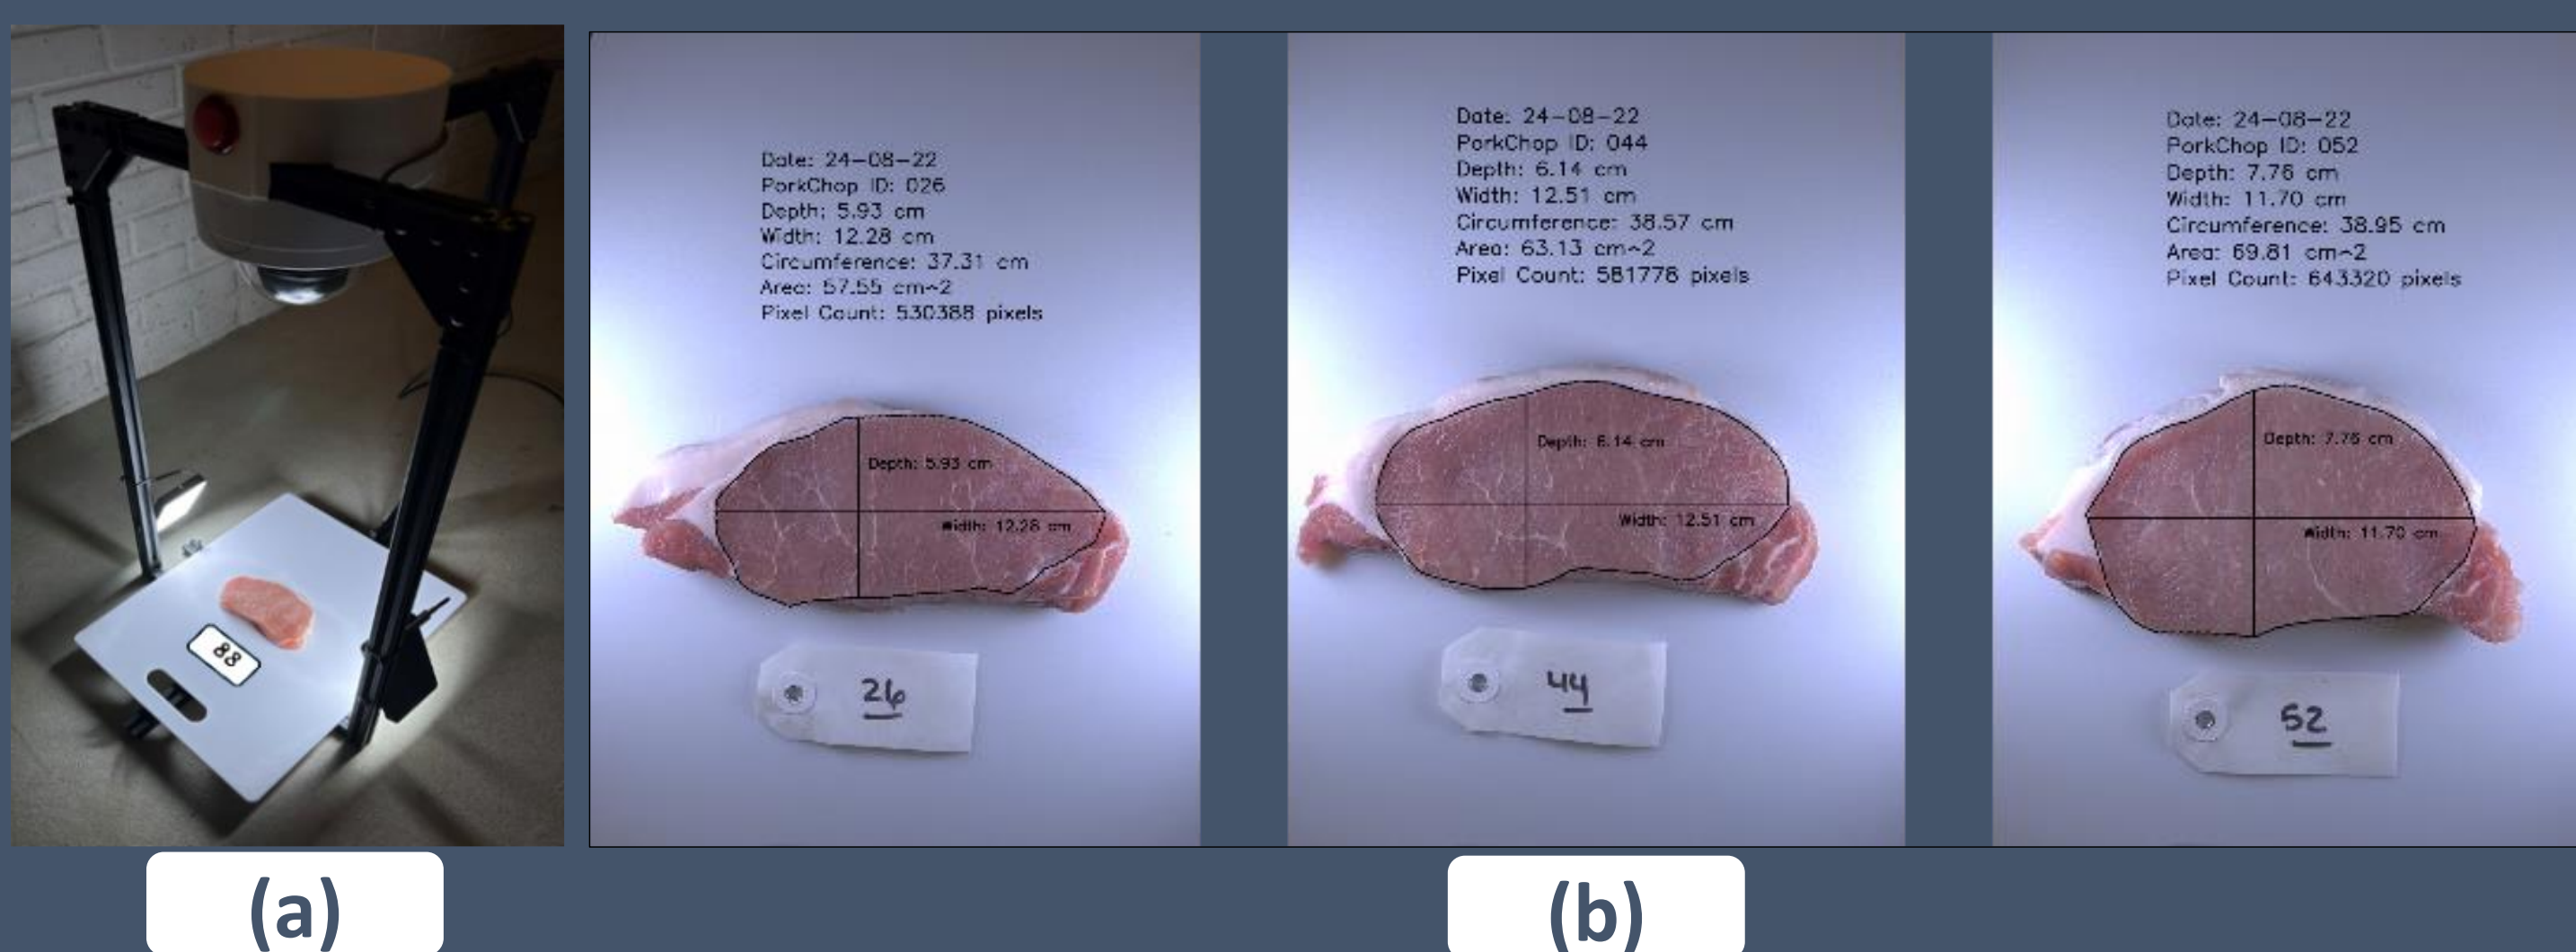 88
(a)
Date: 24-08-22
PorkChop ID: 026
Depth: 5.93 cm
Width: 12.28 cm
Circumference: 37.31 cm
Area: 57.55 cm~2
Pixel Count: 530388 pixels
Depth: 5.93 cm
Width: 12.28 cm
26
Date: 24-08-22
PorkChop ID: 044
Depth: 6.14 cm
Width: 12.51 cm
Circumference: 38.57 cm
Area: 63.13 cm~2
Pixel Count: 581778 pixels
Depth: 6.14 cm
Width: 12.51 cm
44
Date: 24-08-22
PorkChop ID: 052
Depth: 7.76 cm
Width: 11.70 cm
Circumference: 38.95 cm
Area: 69.81 cm~2
Pixel Count: 643320 pixels
Depth: 7.76 cm
Width: 11.70 cm
52
(b)